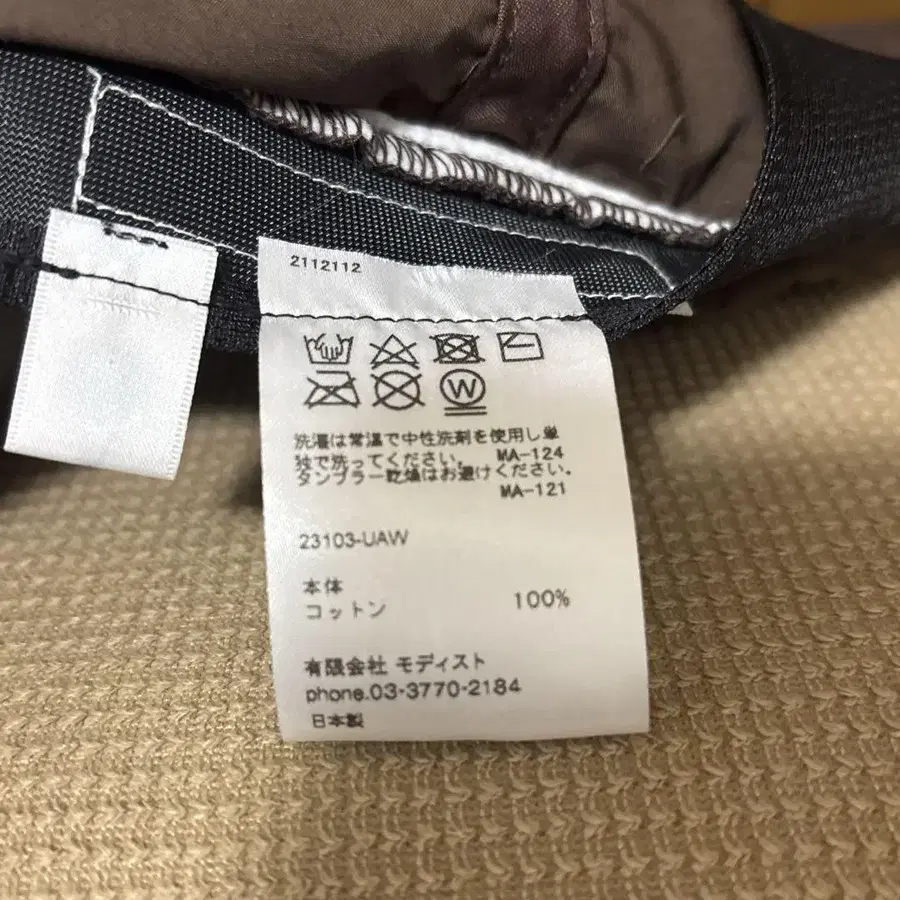 2112112
W
洗濯は常温で中性洗剤を使用し単
独で洗ってください。 MA-124
タンブラー乾燥はお避けください。
MA-121
23103-UAW
本体
コットン 100%
有限会社 モディスト
phone.03-3770-2184
日本製